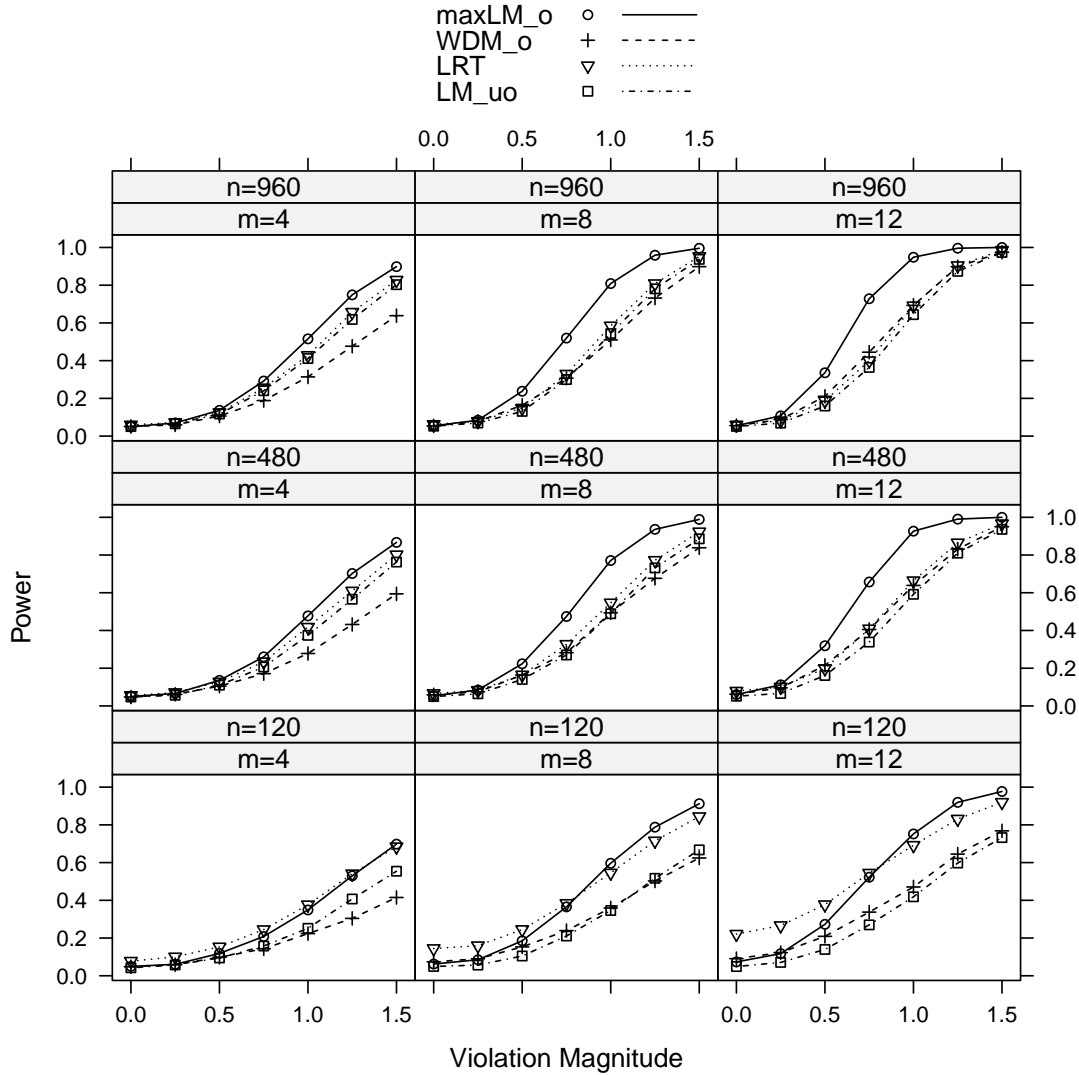 maxLM_o
WDM_o
LRT
LM_uo
0.0 0.5 1.0 1.5
n=960 n=960 n=960
m=4 m=8 m=12
1.0
0.8
0.6
0.4
0.2
0.0
n=480 n=480 n=480
m=4 m=8 m=12
1.0
0.8
0.6
0.4
0.2
0.0
Power
n=120 n=120 n=120
m=4 m=8 m=12
1.0
0.8
0.6
0.4
0.2
0.0
0.0 0.5 1.0 1.5 0.0 0.5 1.0 1.5
Violation Magnitude